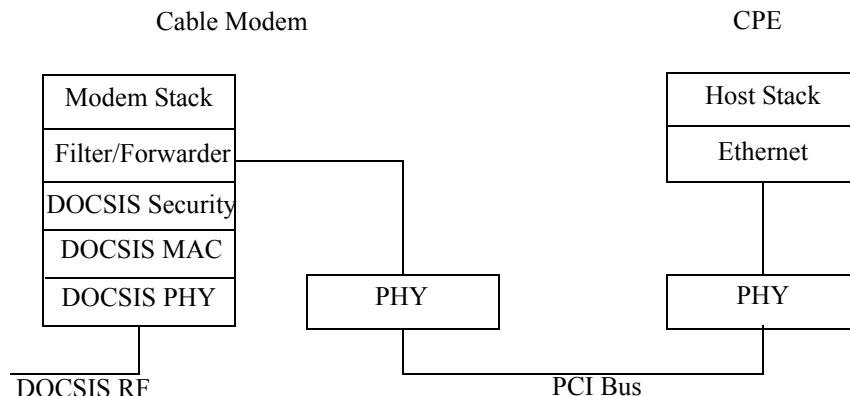 Cable Modem
CPE
Modem Stack
Host Stack
Filter/Forwarder
Ethernet
DOCSIS Security
DOCSIS MAC
DOCSIS PHY
PHY
PHY
DOCSIS RF
PCI Bus